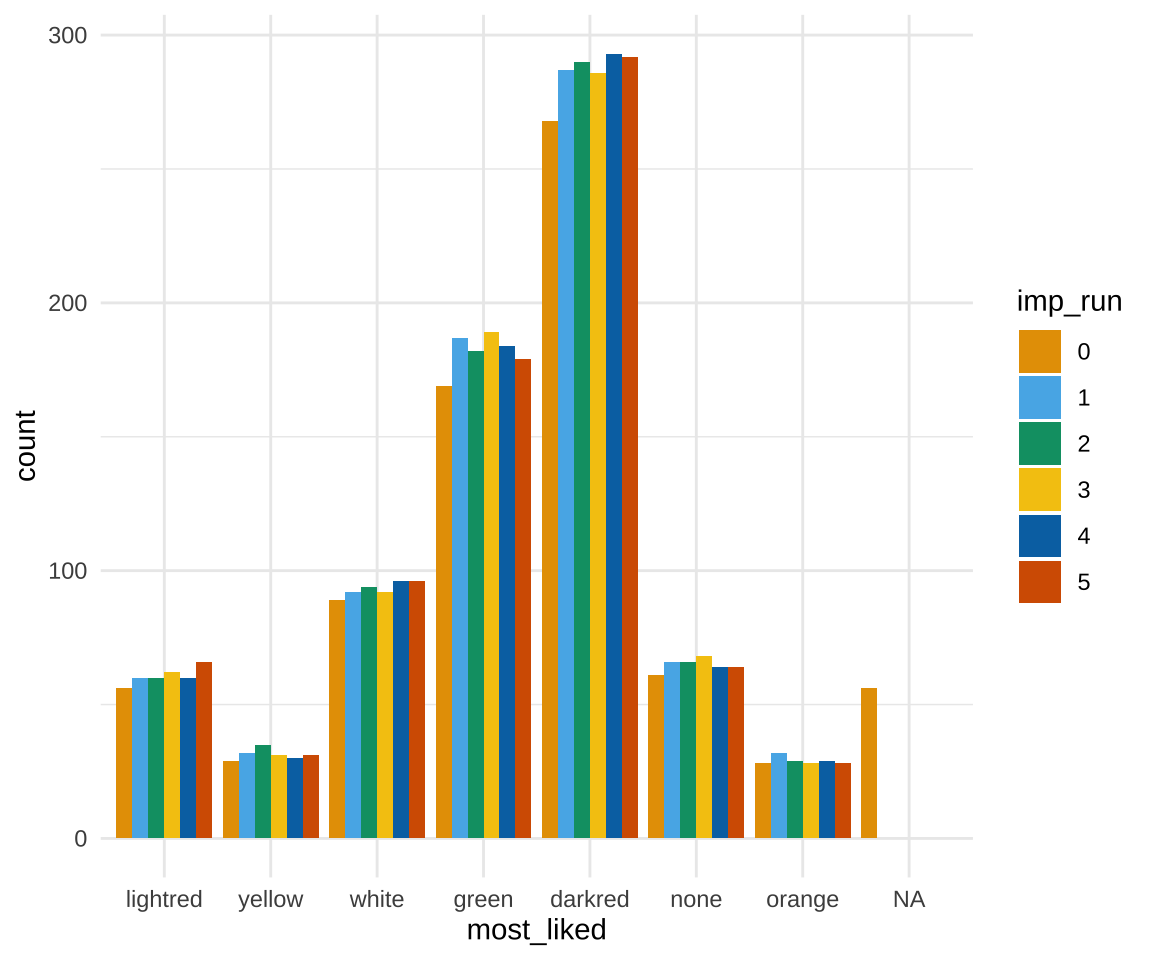 300
200
100
0
count
lightred yellow white green darkred none orange NA
most_liked
imp_run
0
1
2
3
4
5